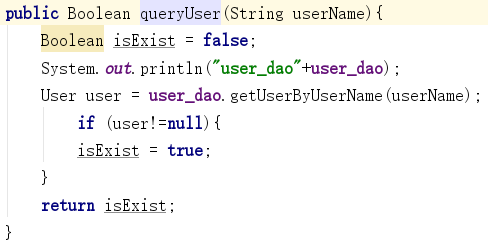 public Boolean queryUser(String userName){
Boolean isExist = false;
System.out.println("user_dao"+user_dao);
User user = user_dao.getUserByUserName(userName);
if (user!=null){
isExist = true;
}
return isExist;
}